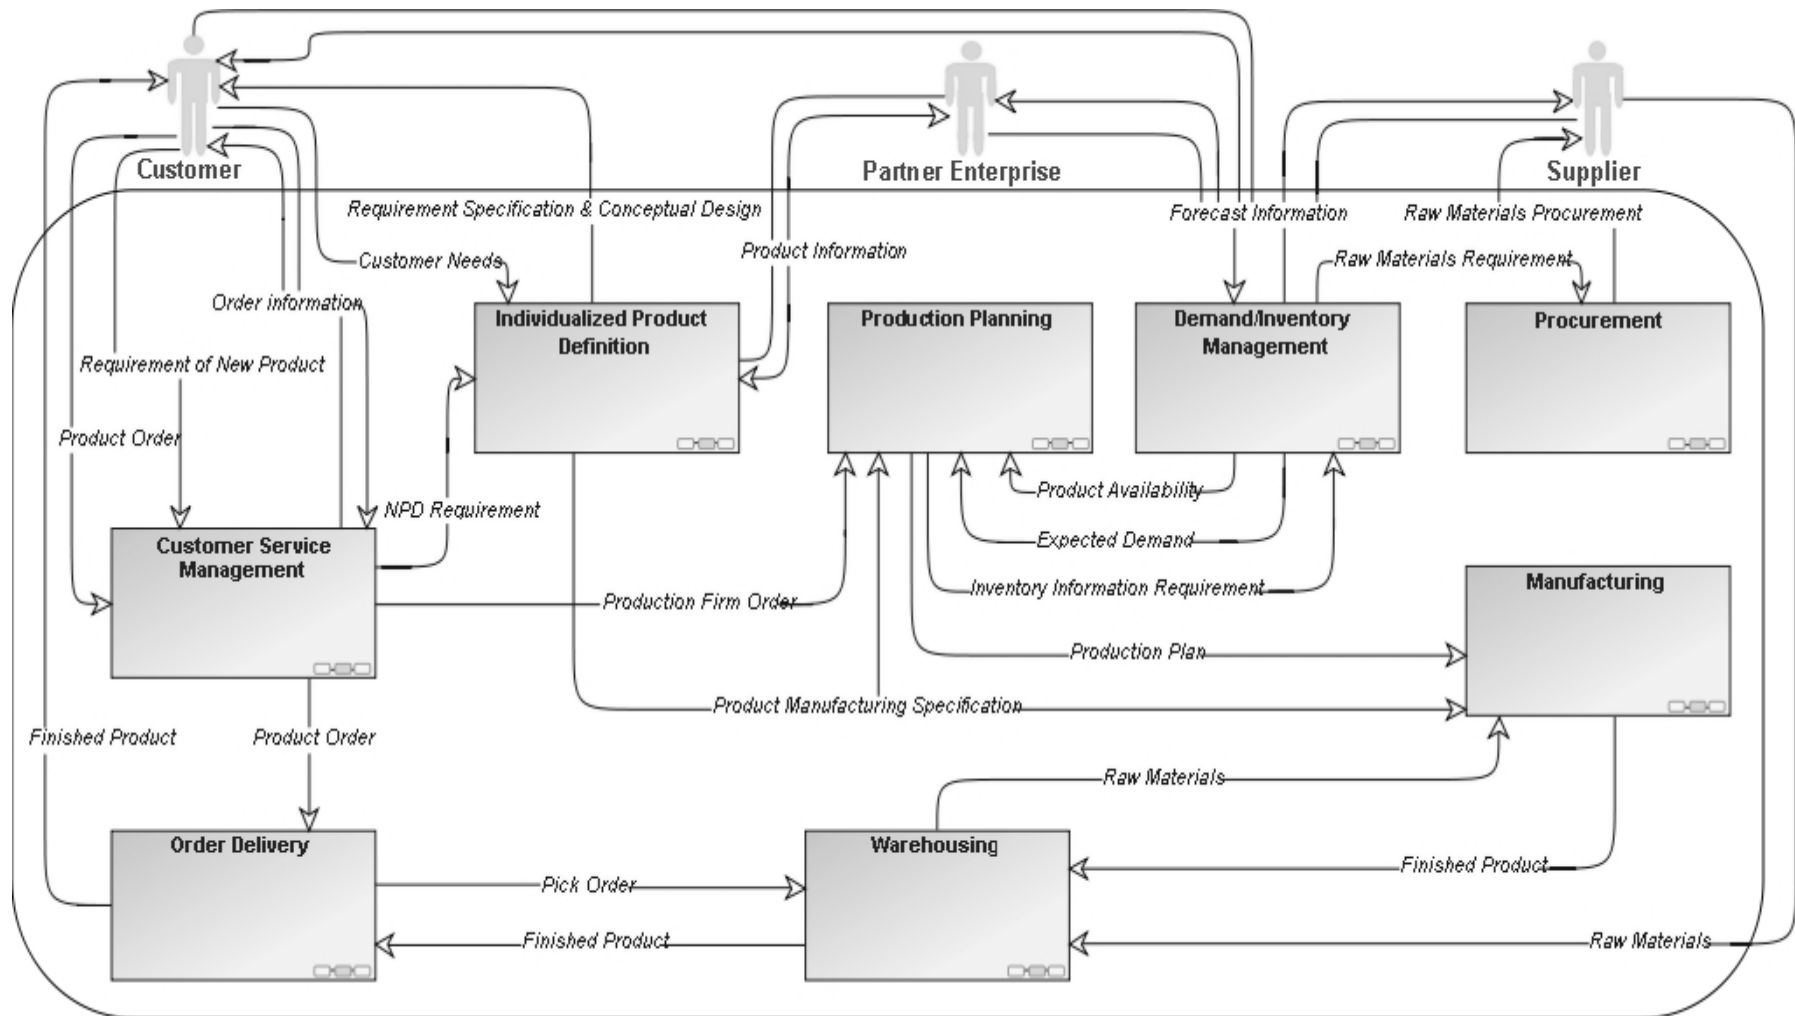 Customer
Partner Enterprise
Supplier
Requirement Specification & Conceptual Design
Forecast Information
Raw Materials Procurement
Product Information
Customer Needs
Raw Materials Requirement
Order information
Individualized Product
Definition
Production Planning
Demand/Inventory
Management
Procurement
Requirement of New Product
Product Order
Product Availability
NPD Requirement
Expected Demand
Customer Service
Management
Inventory Information Requirement
Manufacturing
Production Firm Order
Production Plan
Product Manufacturing Specification
Finished Product
Product Order
Raw Materials
Order Delivery
Warehousing
Finished Product
Pick Order
Finished Product
Raw Materials